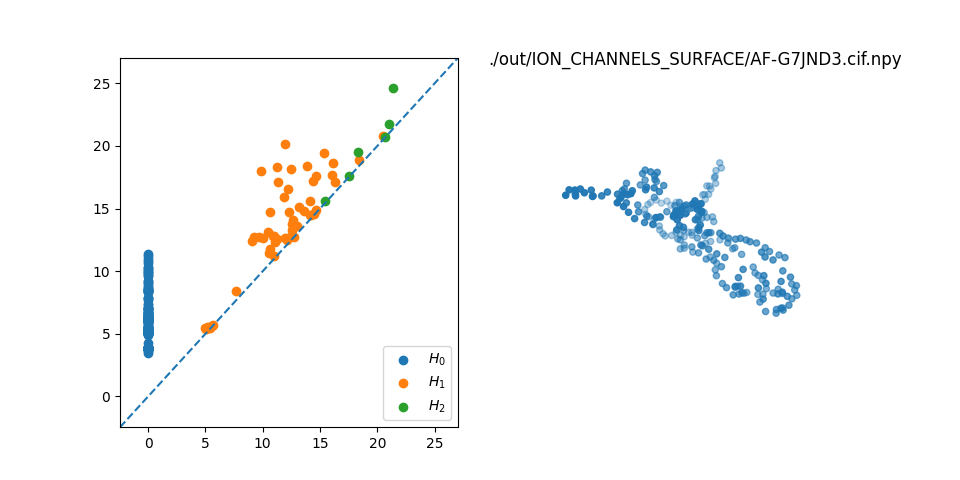 ./out/ION_CHANNELS_SURFACE/AF-G7JND3.cif.npy
25
20
15
10
5
0
H₀
H₁
H₂
0 5 10 15 20 25